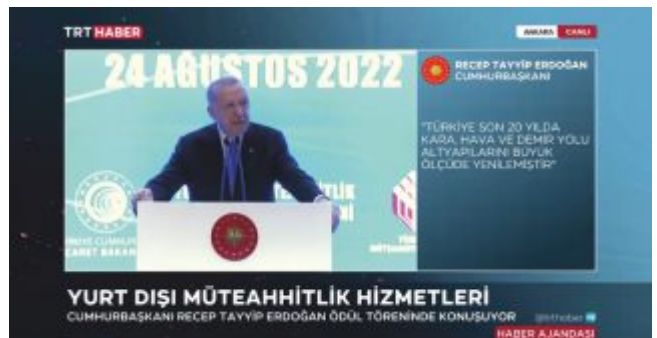 TRT HABER
ANKARA CANLI
24 AĞUSTOS 2022
RECEP TAYYİP ERDOĞAN
CUMHURBAŞKANI
"TÜRKİYE SON 20 YILDA
KARA, HAVA VE DEMİR YOLU
ALTYAPILARINI BÜYÜK
ÖLÇÜDE YENİLEMİŞTİR"
YURT DIŞI MÜTEAHHİTLİK HİZMETLERİ
CUMHURBAŞKANI RECEP TAYYİP ERDOĞAN ÖDÜL TÖRENİNDE KONUŞUYOR
@trthaber
HABER AJANDASI